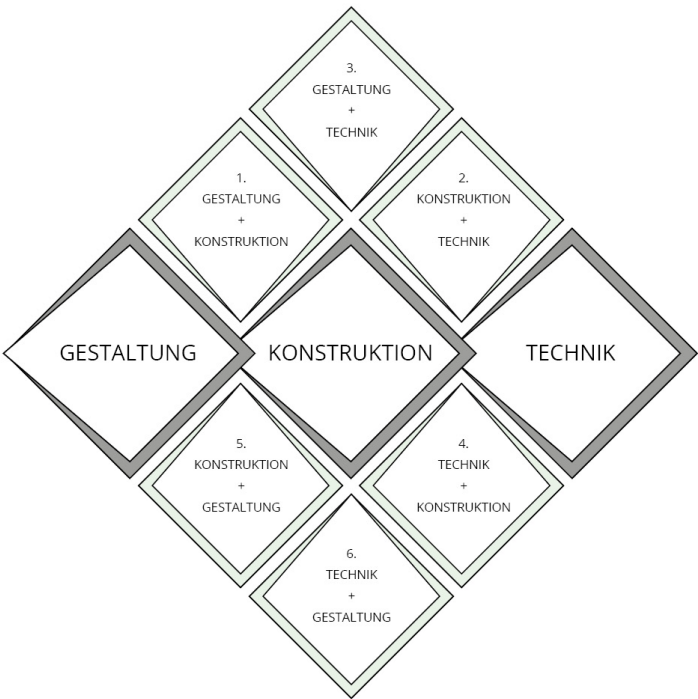 3.
GESTALTUNG
+
TECHNIK
1.
GESTALTUNG
+
KONSTRUKTION
2.
KONSTRUKTION
+
TECHNIK
GESTALTUNG
KONSTRUKTION
TECHNIK
5.
KONSTRUKTION
+
GESTALTUNG
4.
TECHNIK
+
KONSTRUKTION
6.
TECHNIK
+
GESTALTUNG